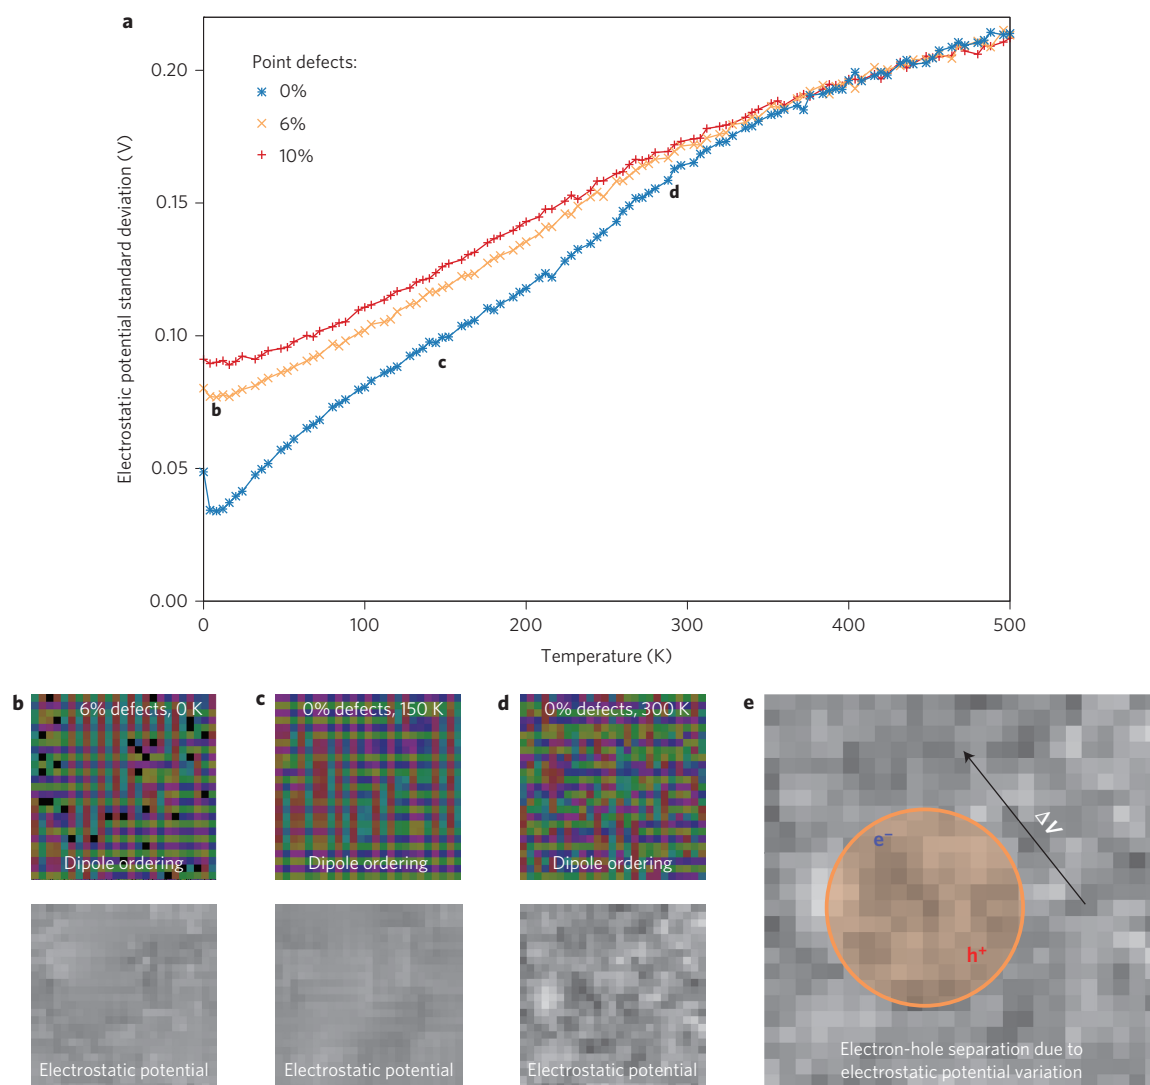 a
Point defects:
0%
6%
10%
Electrostatic potential standard deviation (V)
0.20
0.15
0.10
0.05
0.00
b
c
d
0
100
200
300
400
500
Temperature (K)
b
6% defects, 0 K
Dipole ordering
Electrostatic potential
c
0% defects, 150 K
Dipole ordering
Electrostatic potential
d
0% defects, 300 K
Dipole ordering
Electrostatic potential
e
ΔV
e⁻
h⁺
Electron-hole separation due to
electrostatic potential variation